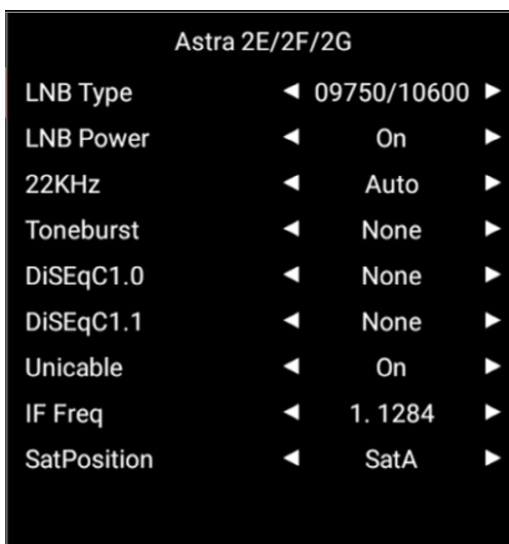 Astra 2E/2F/2G
LNB Type ◀ 09750/10600 ▶
LNB Power ◀ On ▶
22KHz ◀ Auto ▶
Toneburst ◀ None ▶
DiSEqC1.0 ◀ None ▶
DiSEqC1.1 ◀ None ▶
Unicable ◀ On ▶
IF Freq ◀ 1. 1284 ▶
SatPosition ◀ SatA ▶